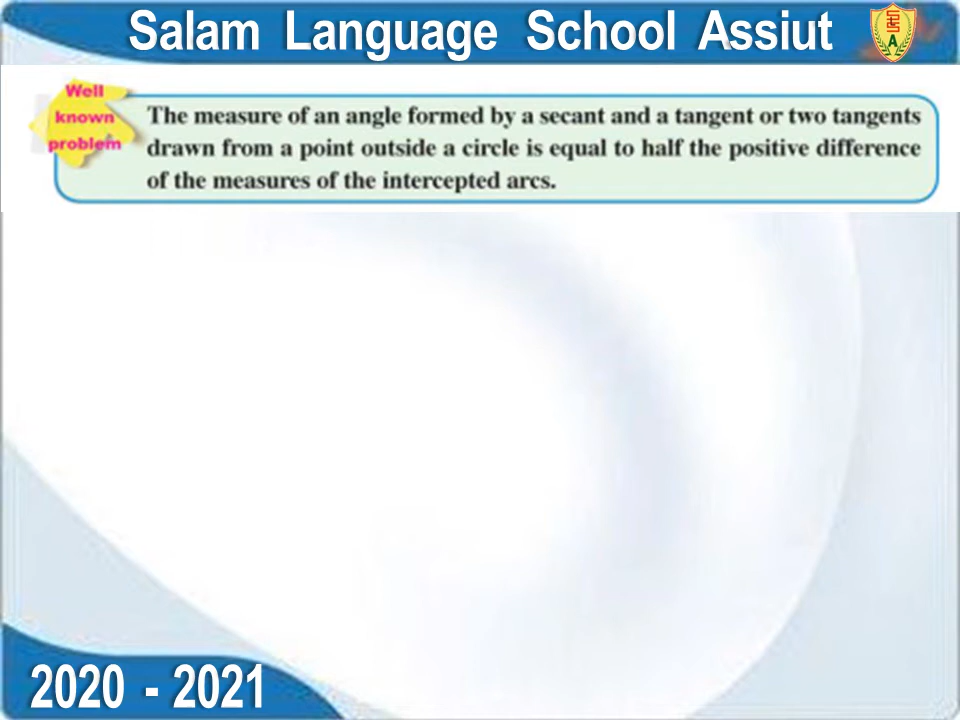 Salam Language School Assiut
A
Well
known
problem
The measure of an angle formed by a secant and a tangent or two tangents
drawn from a point outside a circle is equal to half the positive difference
of the measures of the intercepted arcs.
2020 - 2021